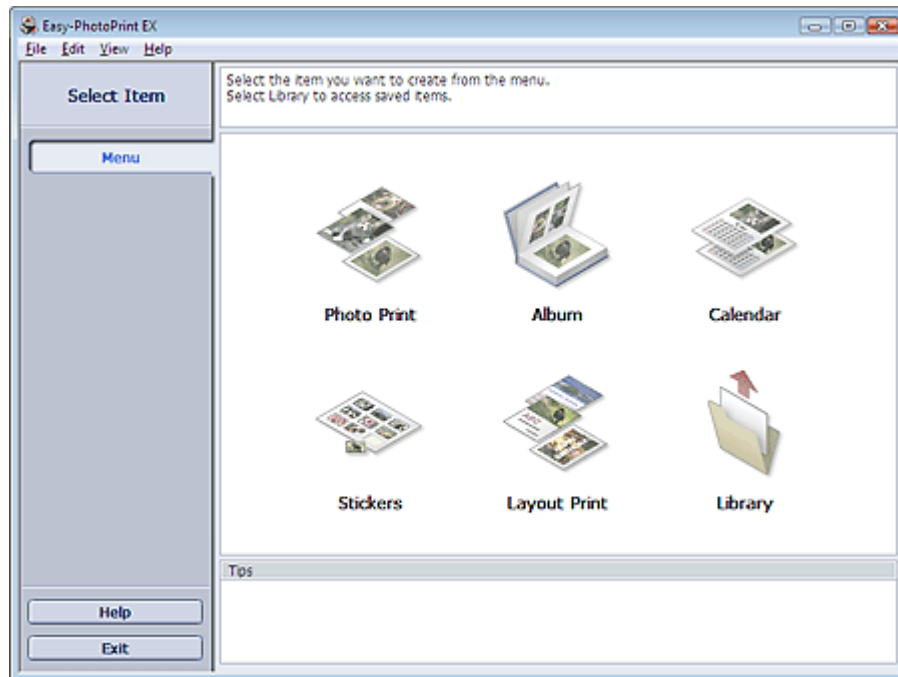 Easy-PhotoPrint EX
File Edit View Help
Select Item
Select the item you want to create from the menu.
Select Library to access saved items.
Menu
Photo Print Album Calendar
Stickers Layout Print Library
Tips
Help
Exit